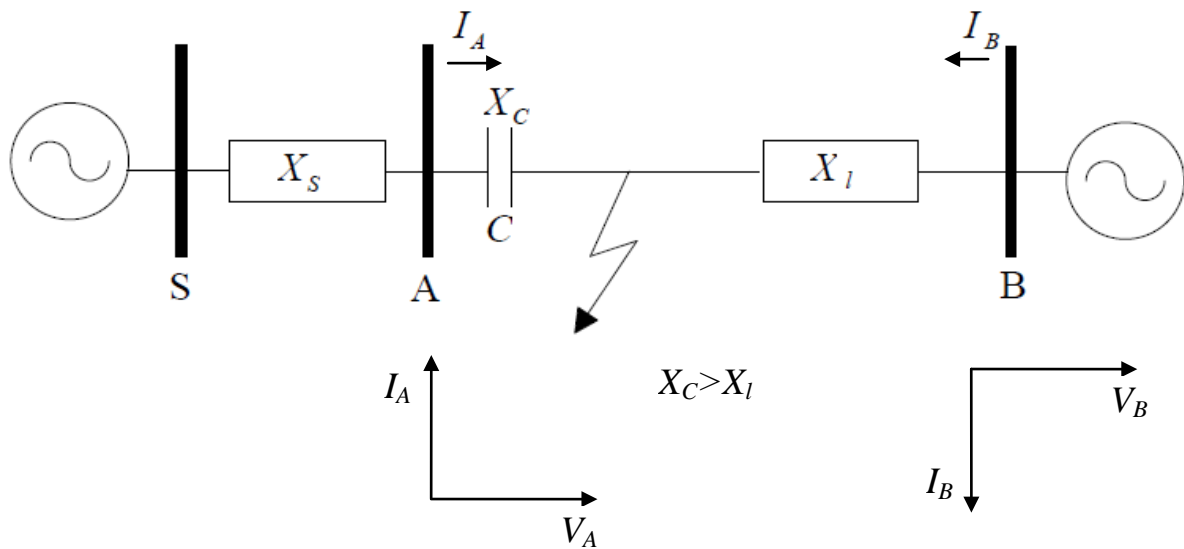 I_A
I_B
X_C
X_s
X_l
C
S
A
B
I_A
X_C>X_l
V_B
I_B
V_A